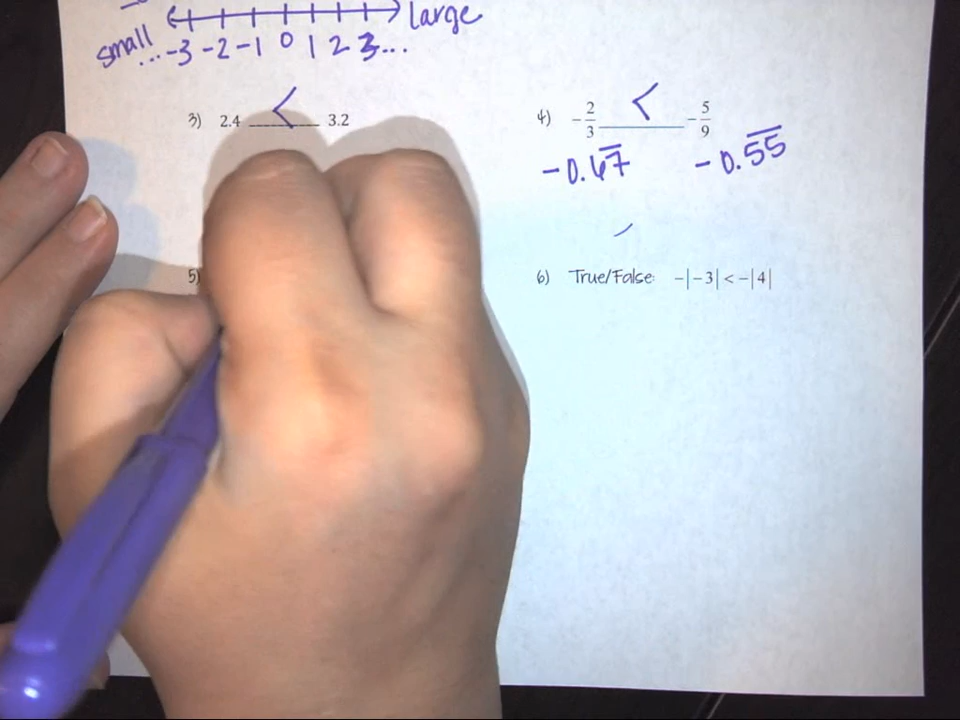 small large
...-3 -2 -1 0 1 2 3...
3) 2.4 < 3.2
4) -2/3 < -5/9
-0.67 -0.55
5)
6) True/False: -|-3| < -|4|